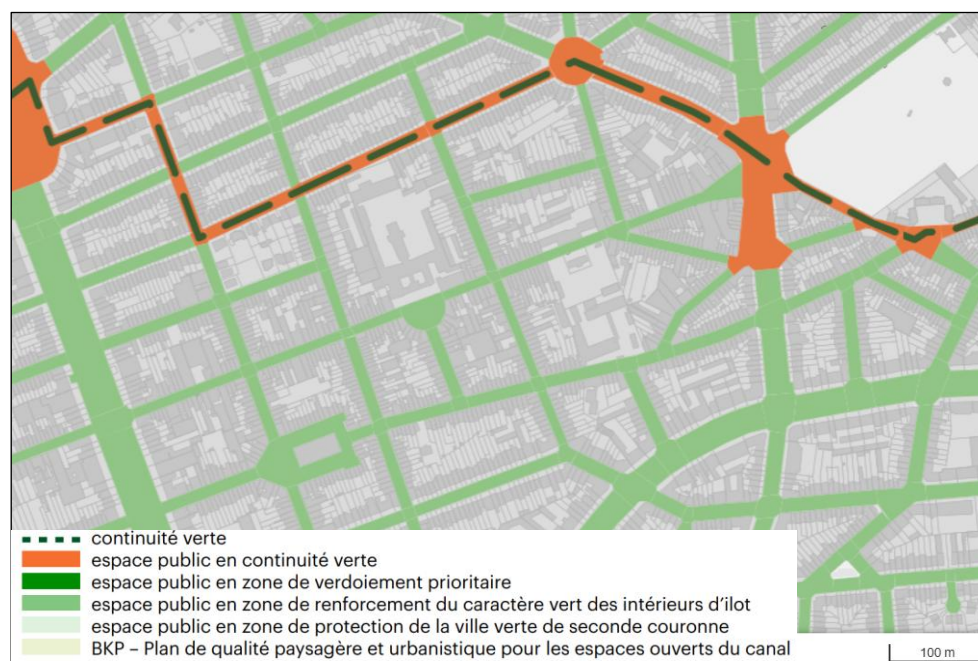 continuité verte
espace public en continuité verte
espace public en zone de verdoiement prioritaire
espace public en zone de renforcement du caractère vert des intérieurs d'ilot
espace public en zone de protection de la ville verte de seconde couronne
BKP – Plan de qualité paysagère et urbanistique pour les espaces ouverts du canal
100 m